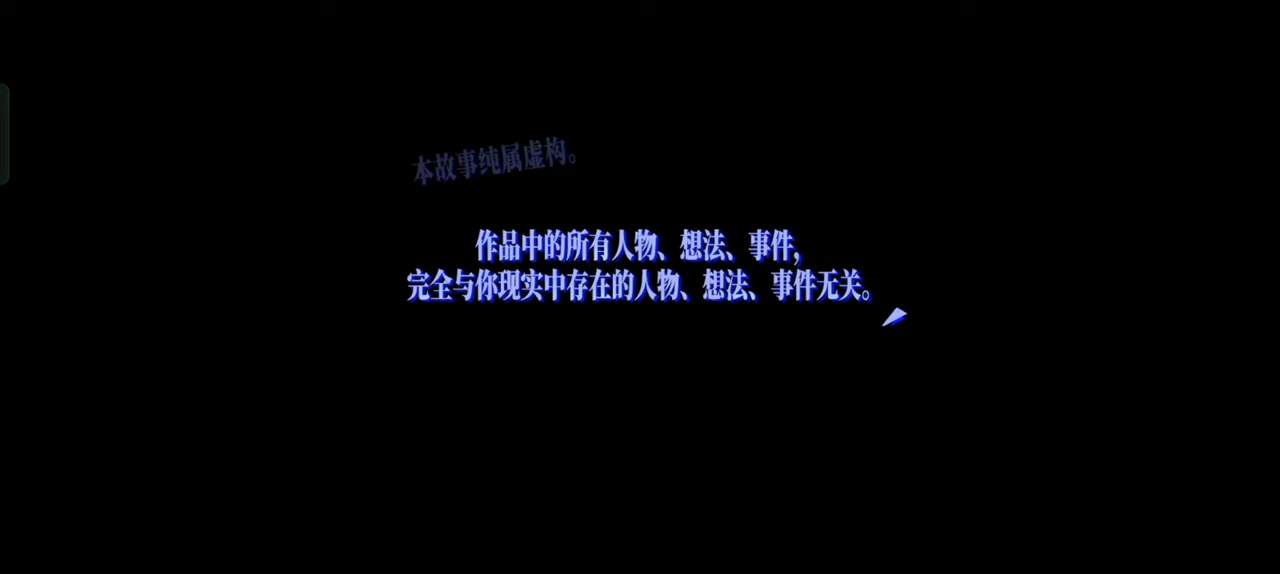 本故事纯属虚构。
作品中的所有人物、想法、事件,
完全与你现实中存在的人物、想法、事件无关。